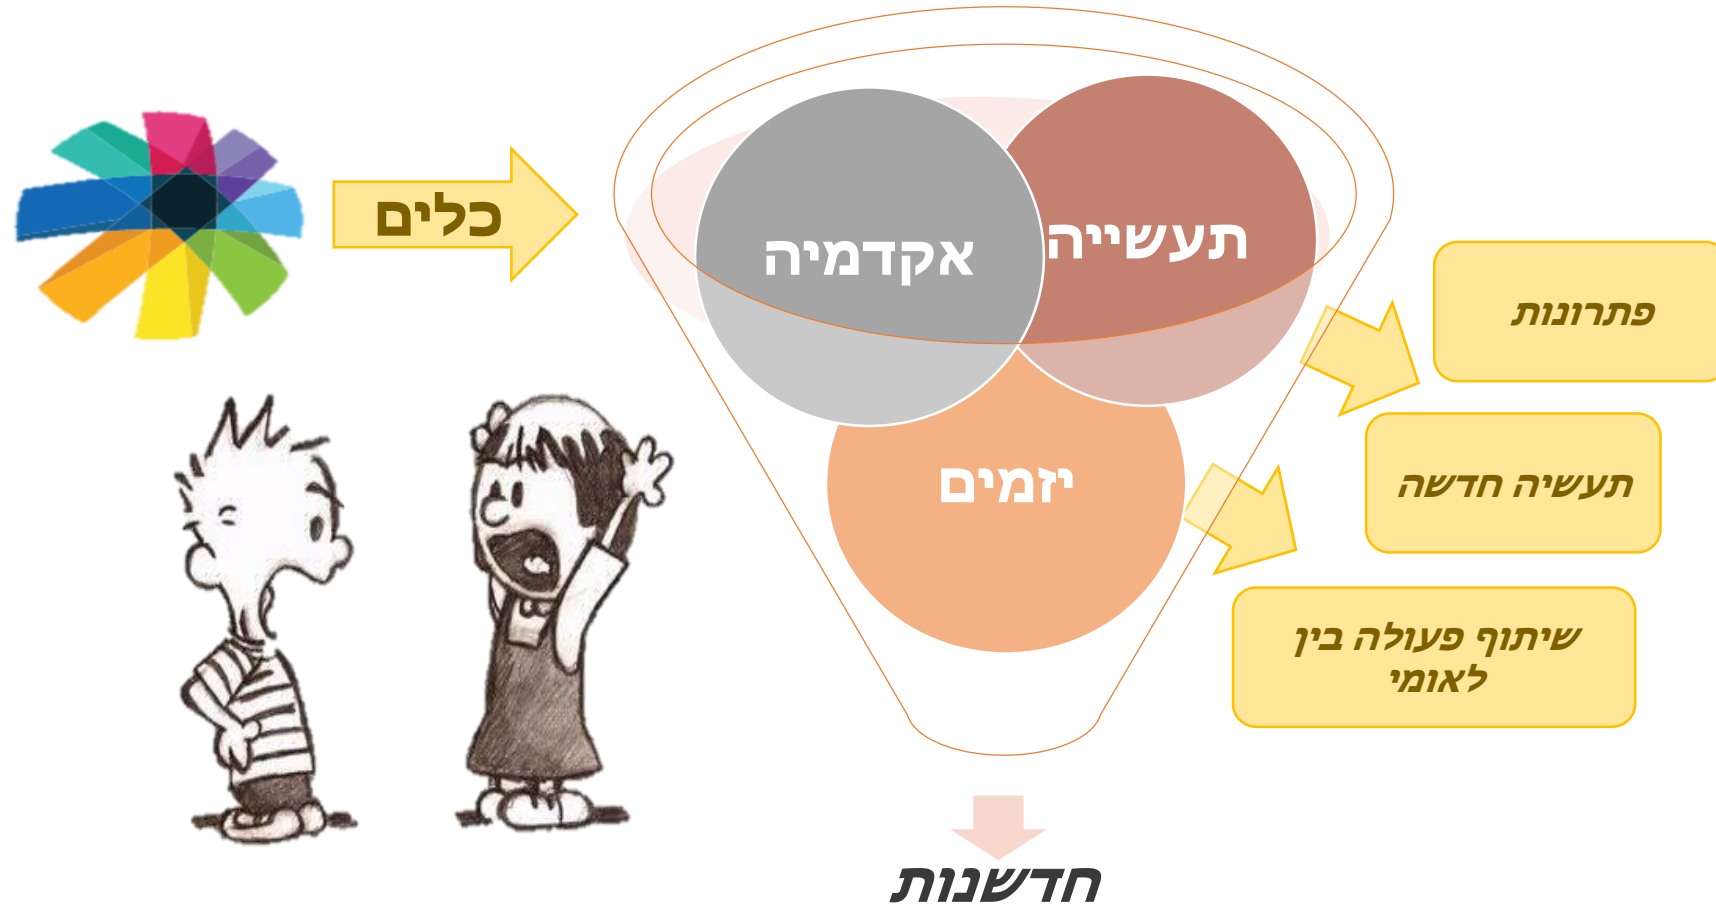 כלים
תעשייה
אקדמיה
יזמים
פתרונות
תעשיה חדשה
שיתוף פעולה בין
לאומי
חדשנות